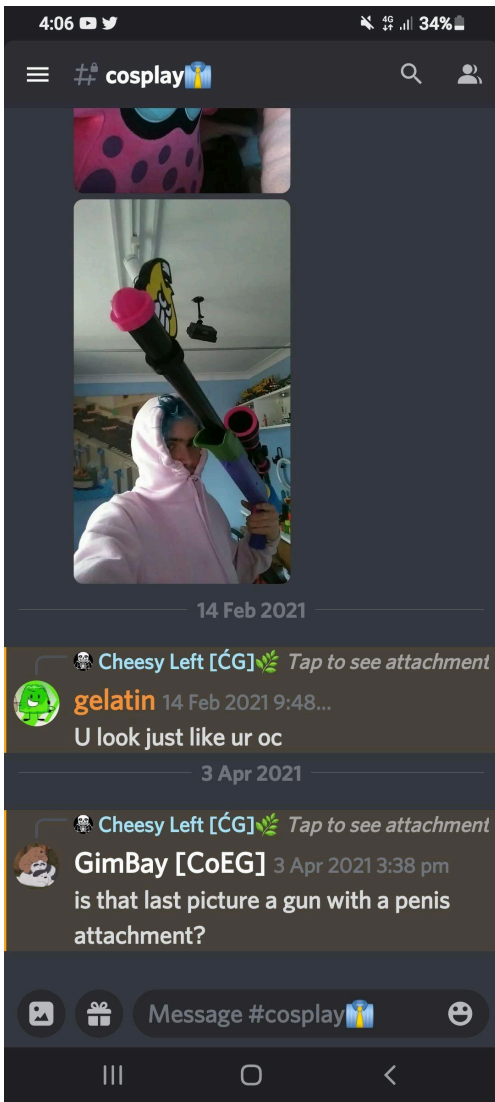 4:06 4G 34%
cosplay👔
14 Feb 2021
Cheesy Left [ĆG]🌿 Tap to see attachment
gelatin 14 Feb 2021 9:48...
U look just like ur oc
3 Apr 2021
Cheesy Left [ĆG]🌿 Tap to see attachment
GimBay [CoEG] 3 Apr 2021 3:38 pm
is that last picture a gun with a penis
attachment?
Message #cosplay👔